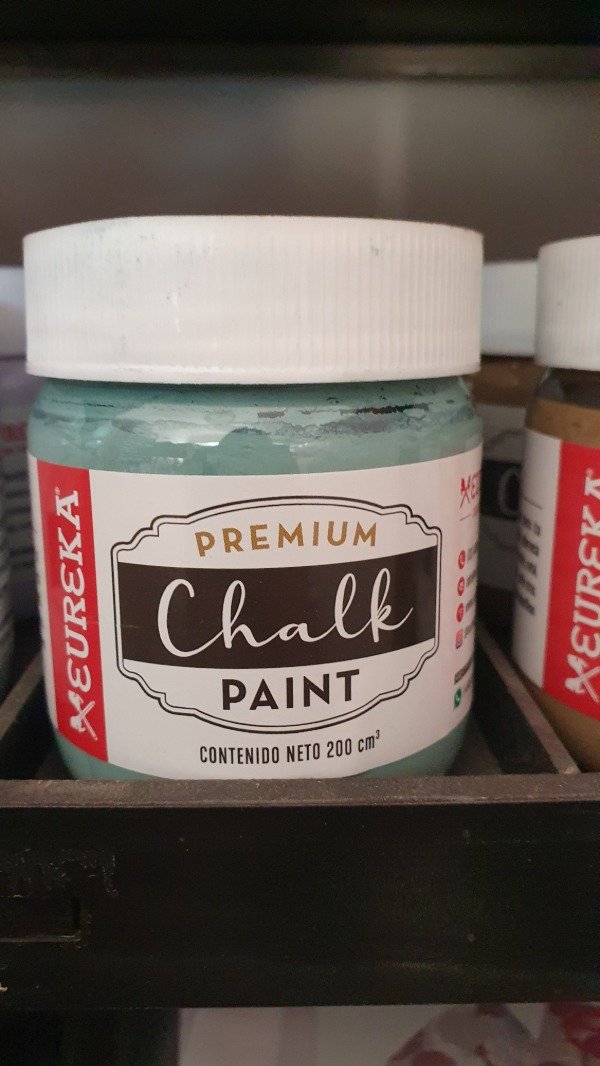 EUREKA
PREMIUM
Chalk
PAINT
CONTENIDO NETO 200 cm³
EUREKA